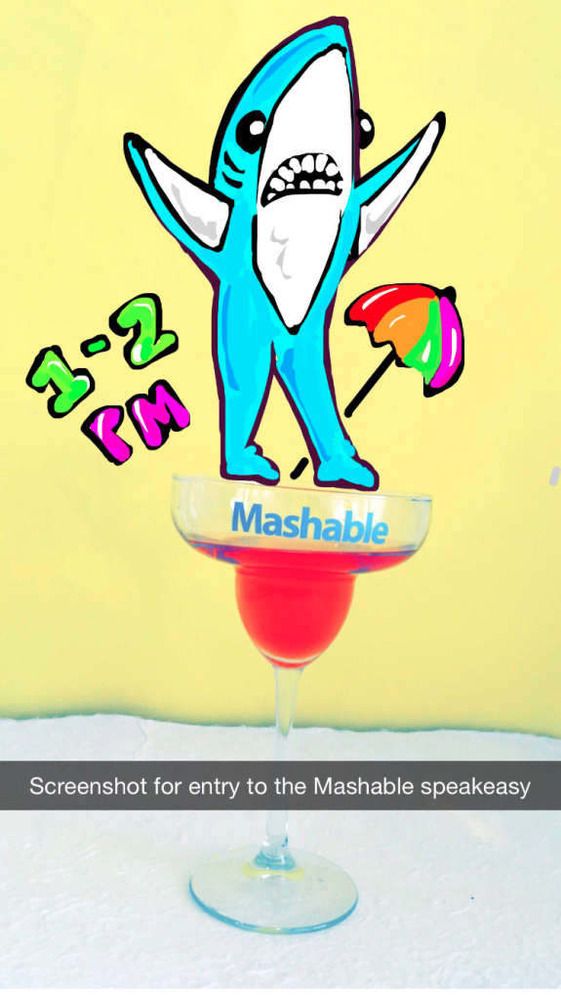 1-2
PM
Mashable
Screenshot for entry to the Mashable speakeasy